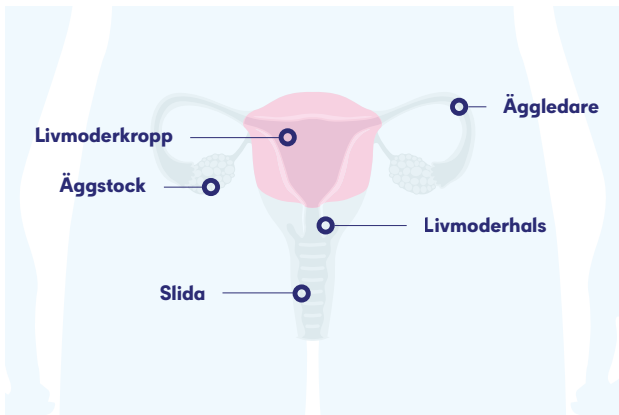 Äggledare
Livmoderkropp
Äggstock
Livmoderhals
Slida